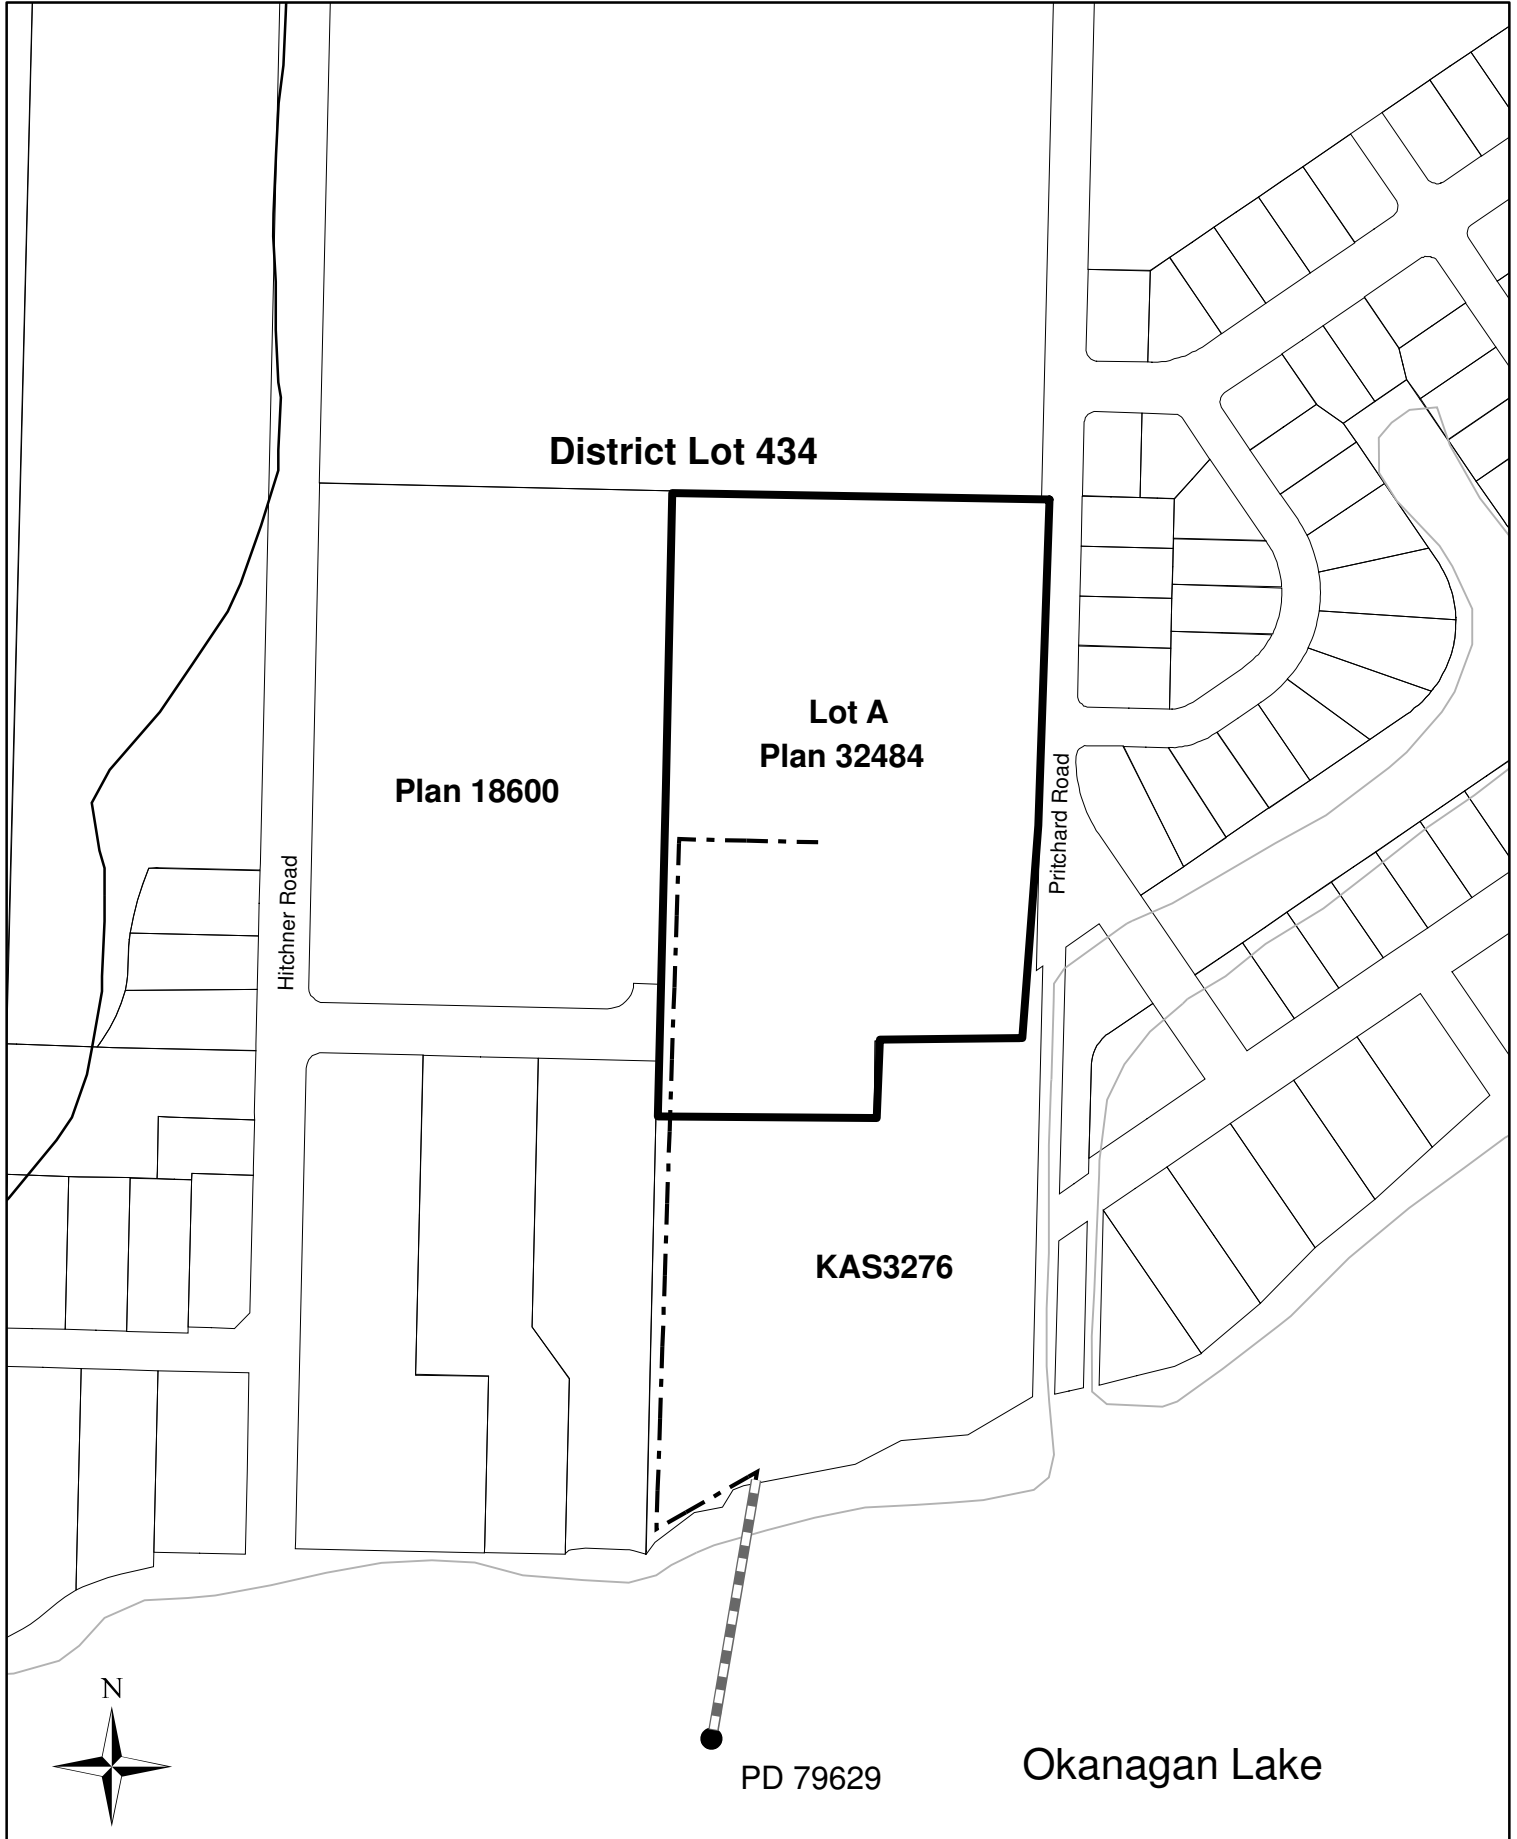 District Lot 434
Lot A
Plan 32484
Plan 18600
Pritchard Road
Hitchner Road
KAS3276
N
PD 79629
Okanagan Lake